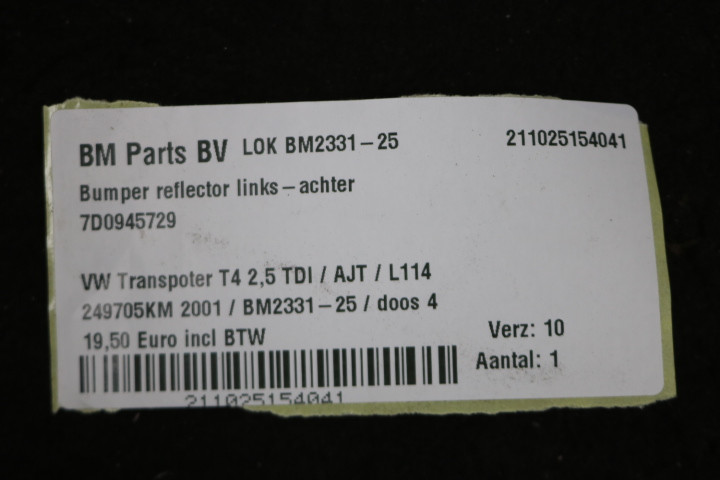 BM Parts BV LOK BM2331-25 211025154041
Bumper reflector links-achter
7D0945729
VW Transpoter T4 2,5 TDI / AJT / L114
249705KM 2001 / BM2331-25 / doos 4
19,50 Euro incl BTW Verz: 10
Aantal: 1
211025154041